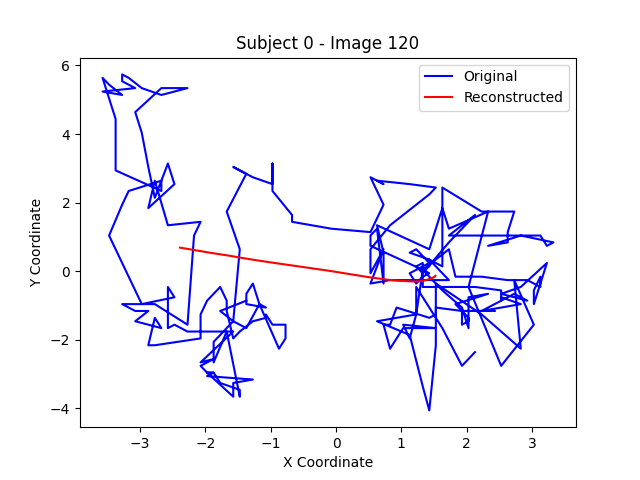 Subject 0 - Image 120
Original
Reconstructed
Y Coordinate
6
4
2
0
−2
−4
−3
−2
−1
0
1
2
3
X Coordinate